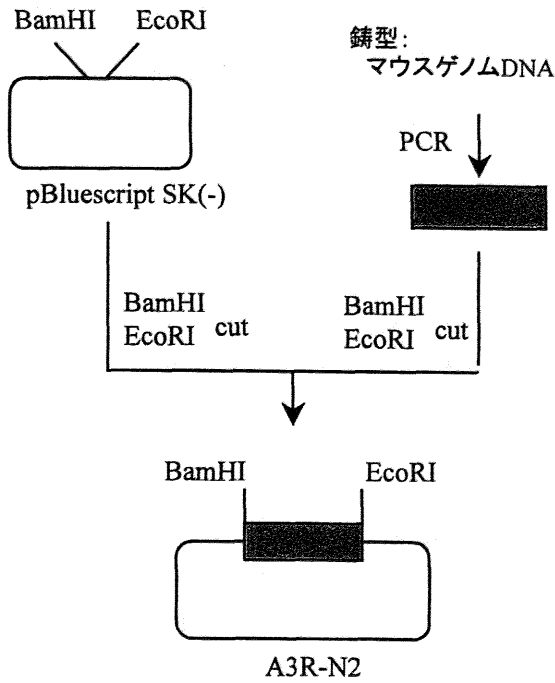 BamHI EcoRI
鋳型:
マウスゲノムDNA
PCR
pBluescript SK(-)
BamHI
EcoRI cut
BamHI
EcoRI cut
BamHI EcoRI
A3R-N2